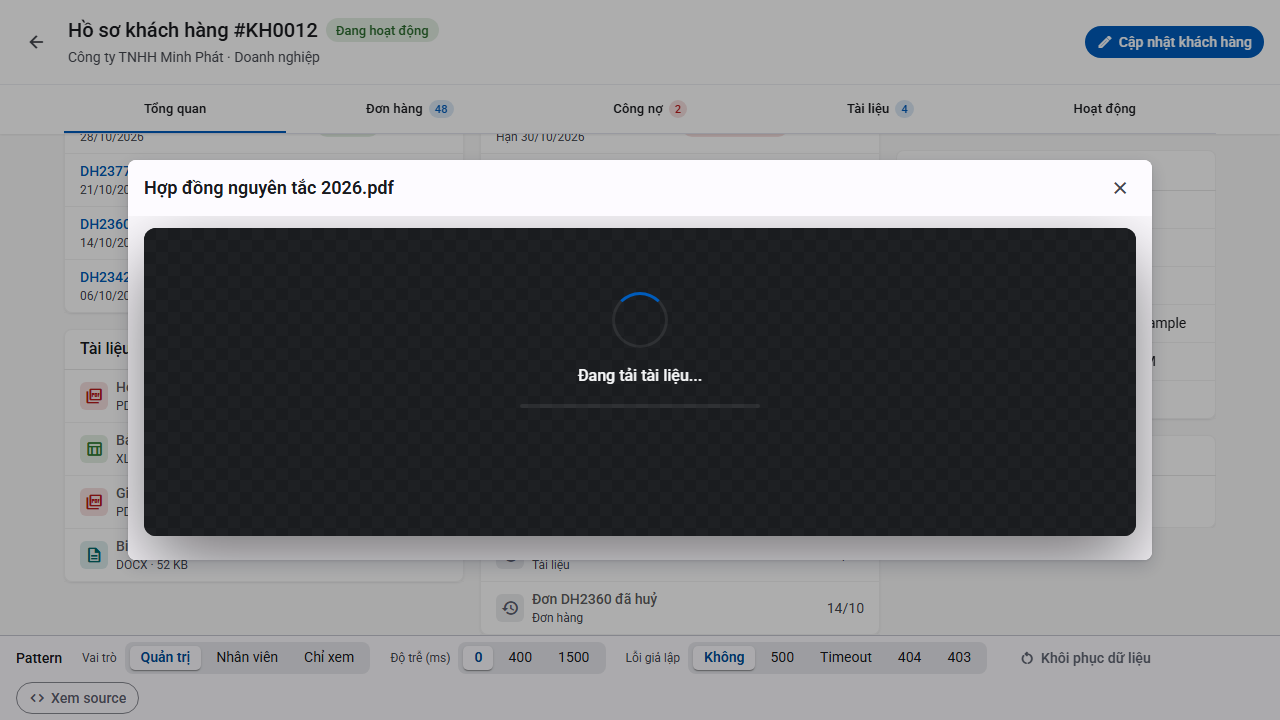 Hồ sơ khách hàng #KH0012 Đang hoạt động
Công ty TNHH Minh Phát · Doanh nghiệp
Cập nhật khách hàng
Tổng quan
Đơn hàng 48
Công nợ 2
Tài liệu 4
Hoạt động
28/10/2026
Hạn 30/10/2026
DH2377
21/10/20
DH2360
14/10/20
DH2342
06/10/20
Hợp đồng nguyên tắc 2026.pdf
Đang tải tài liệu...
Tài liệu
PDF
XL
PDF
DOCX · 52 KB
Tài liệu
Đơn DH2360 đã huỷ
Đơn hàng
14/10
Pattern
Vai trò Quản trị Nhân viên Chỉ xem
Độ trễ (ms) 0 400 1500
Lỗi giả lập Không 500 Timeout 404 403
Khôi phục dữ liệu
Xem source